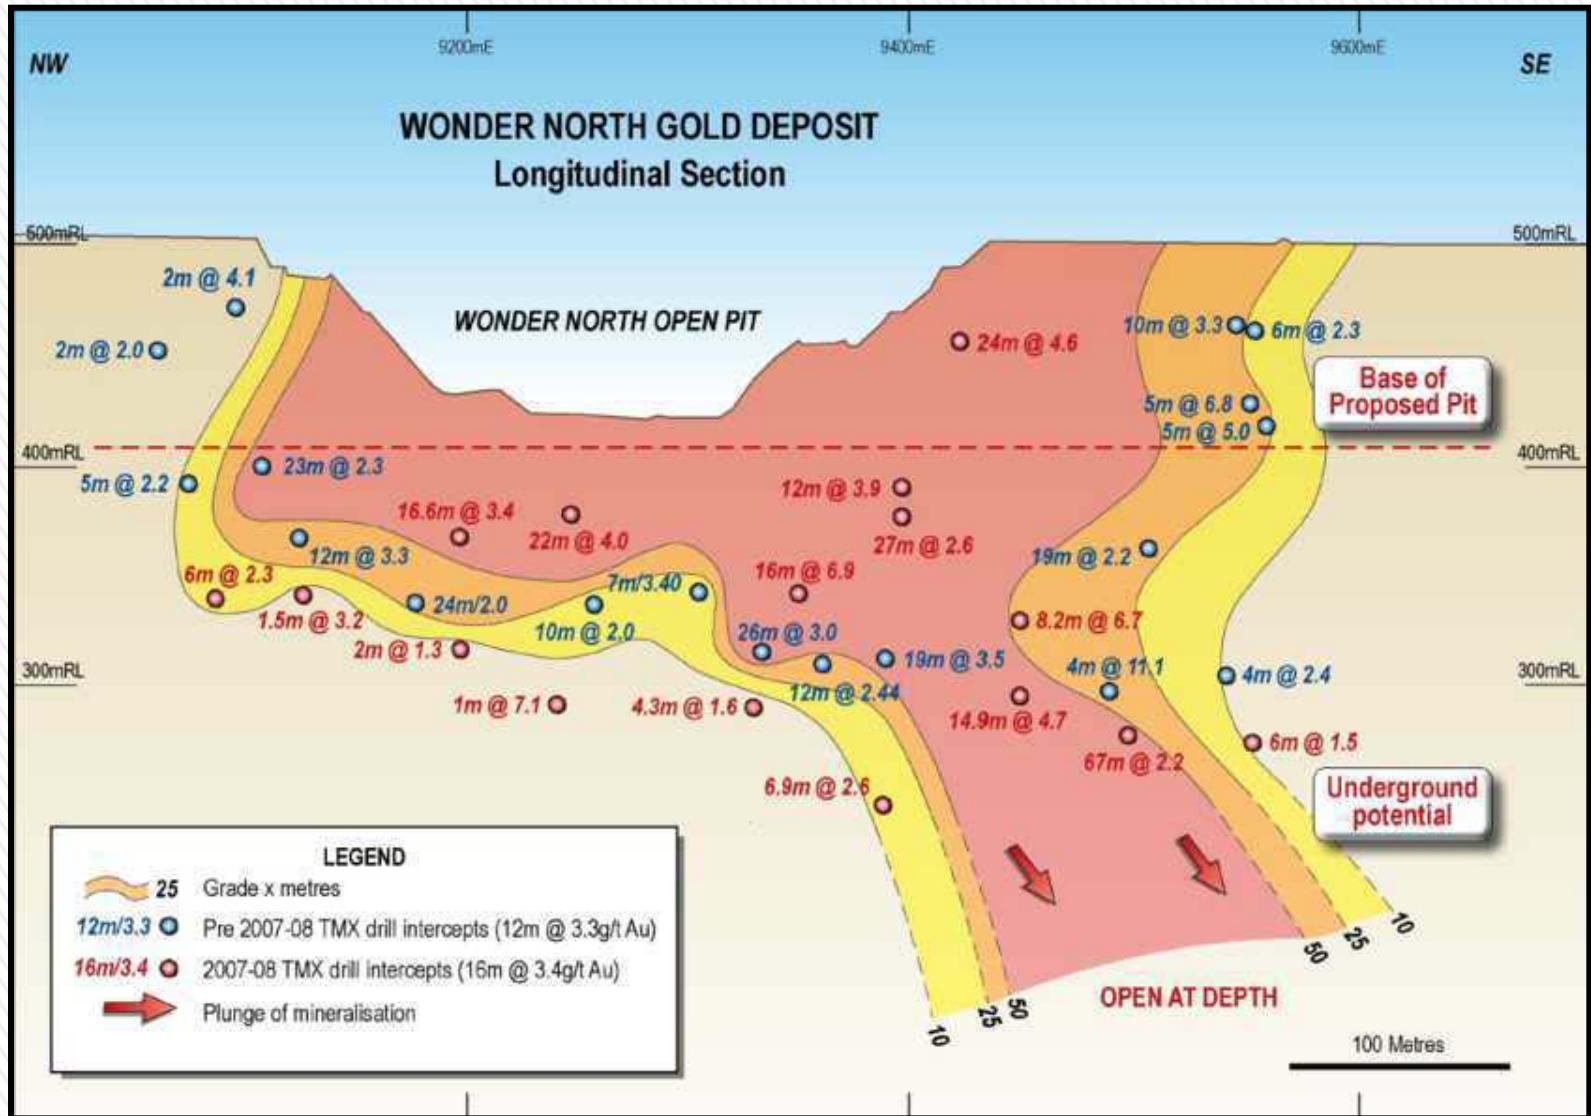 9200mE
9400mE
9600mE
NW
SE
WONDER NORTH GOLD DEPOSIT
Longitudinal Section
500mRL
500mRL
2m @ 4.1
2m @ 2.0
WONDER NORTH OPEN PIT
24m @ 4.6
10m @ 3.3
6m @ 2.3
Base of
Proposed Pit
5m @ 6.8
5m @ 5.0
400mRL
400mRL
5m @ 2.2
23m @ 2.3
16.6m @ 3.4
22m @ 4.0
12m @ 3.9
27m @ 2.6
12m @ 3.3
19m @ 2.2
6m @ 2.3
7m/3.40
16m @ 6.9
1.5m @ 3.2
24m/2.0
10m @ 2.0
8.2m @ 6.7
2m @ 1.3
26m @ 3.0
19m @ 3.5
4m @ 11.1
4m @ 2.4
300mRL
300mRL
12m @ 2.44
1m @ 7.1
4.3m @ 1.6
14.9m @ 4.7
67m @ 2.2
6m @ 1.5
6.9m @ 2.6
Underground
potential
LEGEND
25 Grade x metres
12m/3.3 Pre 2007-08 TMX drill intercepts (12m @ 3.3g/t Au)
16m/3.4 2007-08 TMX drill intercepts (16m @ 3.4g/t Au)
Plunge of mineralisation
10
25
50
50
25
10
OPEN AT DEPTH
100 Metres